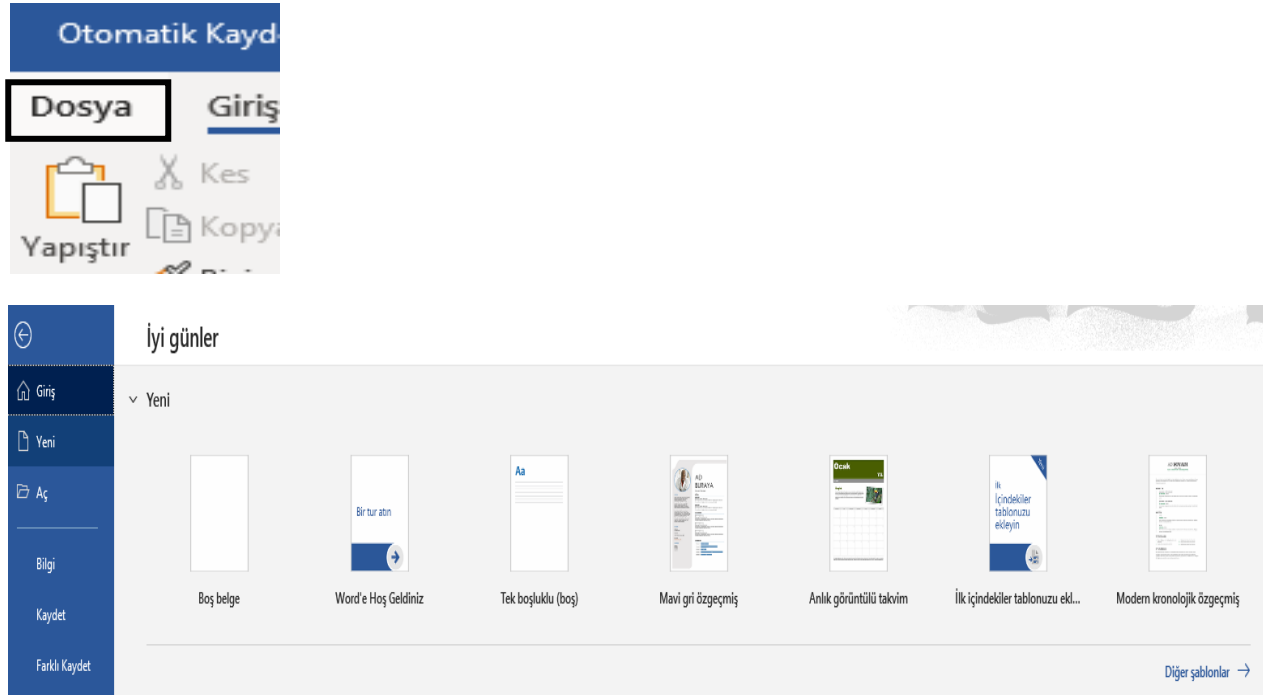 Otomatik Kayd
Dosya Giriş
Kes
Kopya
Yapıştır
İyi günler
Giriş
Yeni
Yeni
Aç
Aa
AD
BURAYA
Ocak
Bir tur atın
İlk
İçindekiler
tablonuzu
ekleyin
Bilgi
Boş belge Word'e Hoş Geldiniz Tek boşluklu (boş) Mavi gri özgeçmiş Anlık görüntülü takvim İlk içindekiler tablonuzu ekl... Modern kronolojik özgeçmiş
Kaydet
Farklı Kaydet
Diğer şablonlar →